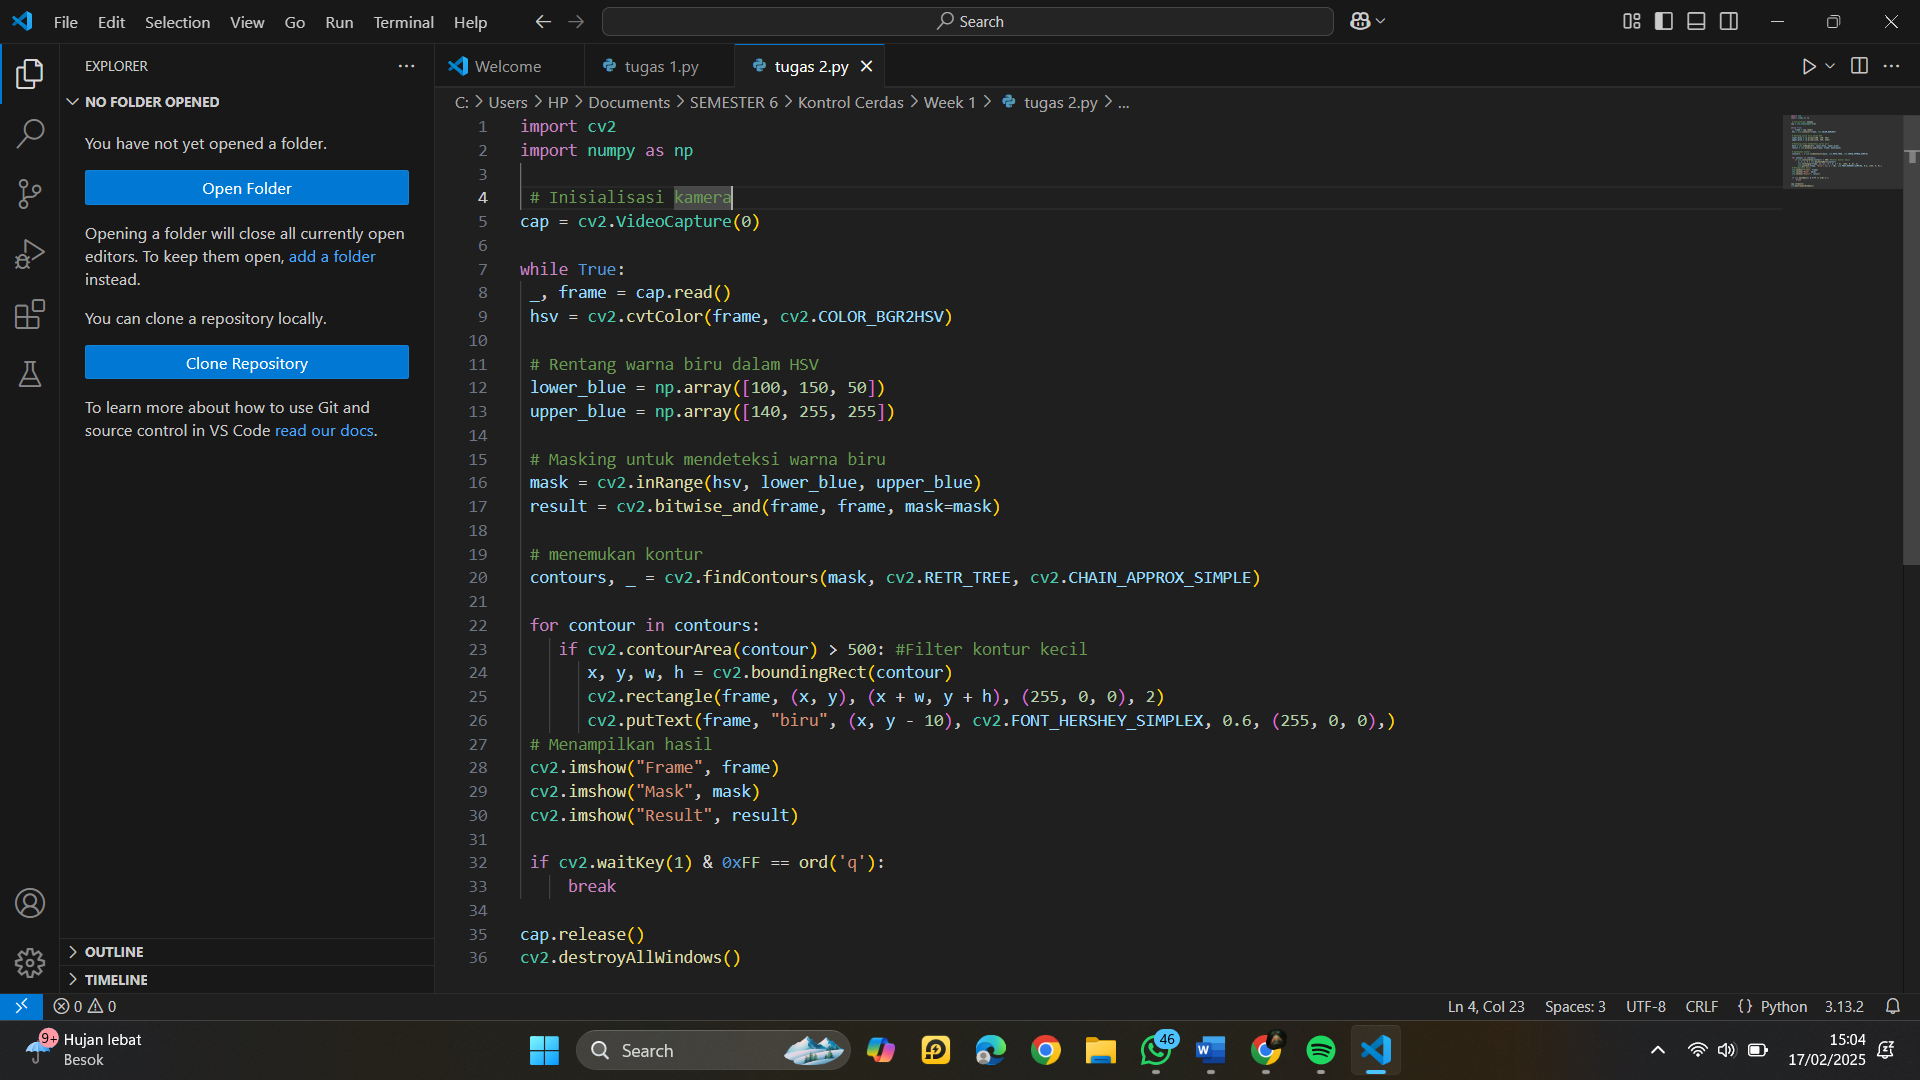 File Edit Selection View Go Run Terminal Help
Search
EXPLORER
NO FOLDER OPENED
You have not yet opened a folder.
Open Folder
Opening a folder will close all currently open
editors. To keep them open, add a folder
instead.
You can clone a repository locally.
Clone Repository
To learn more about how to use Git and
source control in VS Code read our docs.
OUTLINE
TIMELINE
Welcome
tugas 1.py
tugas 2.py
C: > Users > HP > Documents > SEMESTER 6 > Kontrol Cerdas > Week 1 > tugas 2.py > ...
1 import cv2
2 import numpy as np
3
4 # Inisialisasi kamera
5 cap = cv2.VideoCapture(0)
6
7 while True:
8 _, frame = cap.read()
9 hsv = cv2.cvtColor(frame, cv2.COLOR_BGR2HSV)
10
11 # Rentang warna biru dalam HSV
12 lower_blue = np.array([100, 150, 50])
13 upper_blue = np.array([140, 255, 255])
14
15 # Masking untuk mendeteksi warna biru
16 mask = cv2.inRange(hsv, lower_blue, upper_blue)
17 result = cv2.bitwise_and(frame, frame, mask=mask)
18
19 # menemukan kontur
20 contours, _ = cv2.findContours(mask, cv2.RETR_TREE, cv2.CHAIN_APPROX_SIMPLE)
21
22 for contour in contours:
23 if cv2.contourArea(contour) > 500: #Filter kontur kecil
24 x, y, w, h = cv2.boundingRect(contour)
25 cv2.rectangle(frame, (x, y), (x + w, y + h), (255, 0, 0), 2)
26 cv2.putText(frame, "biru", (x, y - 10), cv2.FONT_HERSHEY_SIMPLEX, 0.6, (255, 0, 0),)
27 # Menampilkan hasil
28 cv2.imshow("Frame", frame)
29 cv2.imshow("Mask", mask)
30 cv2.imshow("Result", result)
31
32 if cv2.waitKey(1) & 0xFF == ord('q'):
33 break
34
35 cap.release()
36 cv2.destroyAllWindows()
0 0
Ln 4, Col 23 Spaces: 3 UTF-8 CRLF {} Python 3.13.2
9+ Hujan lebat
Besok
Search
46
15:04
17/02/2025